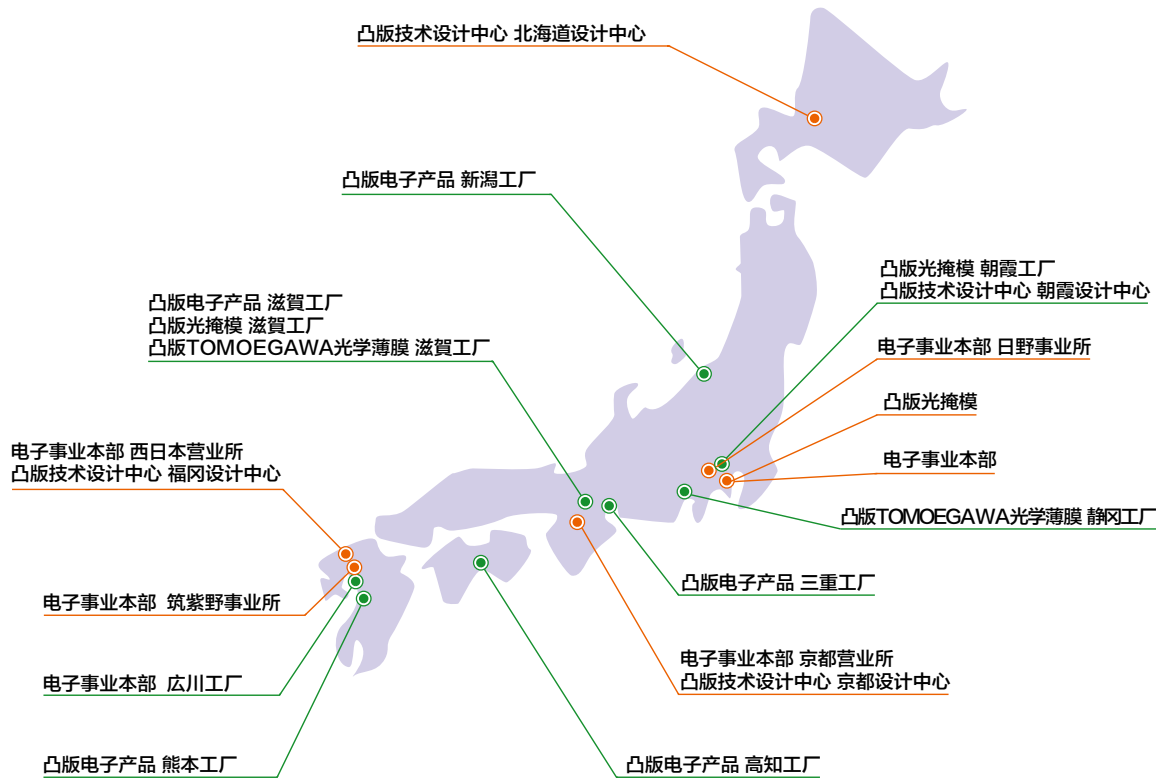 凸版技术设计中心 北海道设计中心
凸版电子产品 新潟工厂
凸版光掩模 朝霞工厂
凸版技术设计中心 朝霞设计中心
凸版电子产品 滋賀工厂
凸版光掩模 滋賀工厂
凸版TOMOEGAWA光学薄膜 滋賀工厂
电子事业本部 日野事业所
凸版光掩模
电子事业本部 西日本营业所
凸版技术设计中心 福冈设计中心
电子事业本部
凸版TOMOEGAWA光学薄膜 静冈工厂
凸版电子产品 三重工厂
电子事业本部 筑紫野事业所
电子事业本部 京都营业所
凸版技术设计中心 京都设计中心
电子事业本部 広川工厂
凸版电子产品 熊本工厂
凸版电子产品 高知工厂